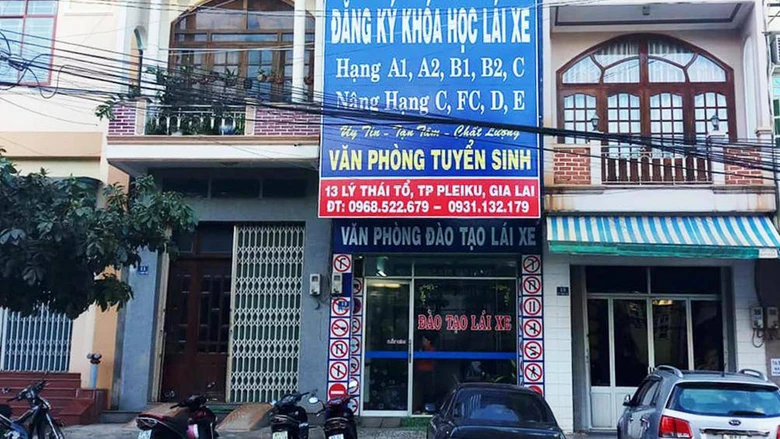 ĐĂNG KÝ KHÓA HỌC LÁI XE
Hạng A1, A2, B1, B2, C
Nâng Hạng C, FC, D, E
Uy Tín - Tận Tâm - Chất Lượng
VĂN PHÒNG TUYỂN SINH
13 LÝ THÁI TỔ, TP PLEIKU, GIA LAI
ĐT: 0968.522.679 – 0931.132.179
VĂN PHÒNG ĐÀO TẠO LÁI XE
ĐÀO TẠO LÁI XE